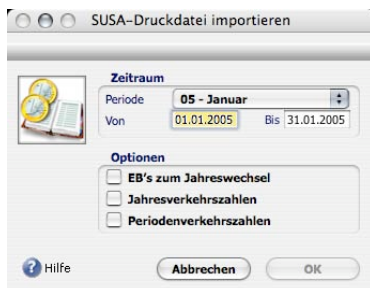 SUSA-Druckdatei importieren
Zeitraum
Periode 05 - Januar
Von 01.01.2005 Bis 31.01.2005
Optionen
EB's zum Jahreswechsel
Jahresverkehrszahlen
Periodenverkehrszahlen
Hilfe Abbrechen OK